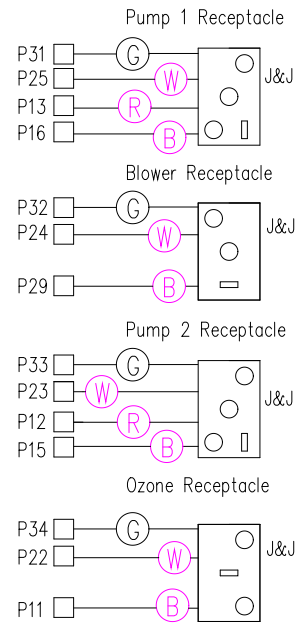 Pump 1 Receptacle
P31 G
J&J
P25 W
P13 R
P16 B
Blower Receptacle
P32 G
J&J
P24 W
P29 B
Pump 2 Receptacle
P33 G
P23 W
J&J
P12 R
P15 B
Ozone Receptacle
P34 G
J&J
P22 W
P11 B